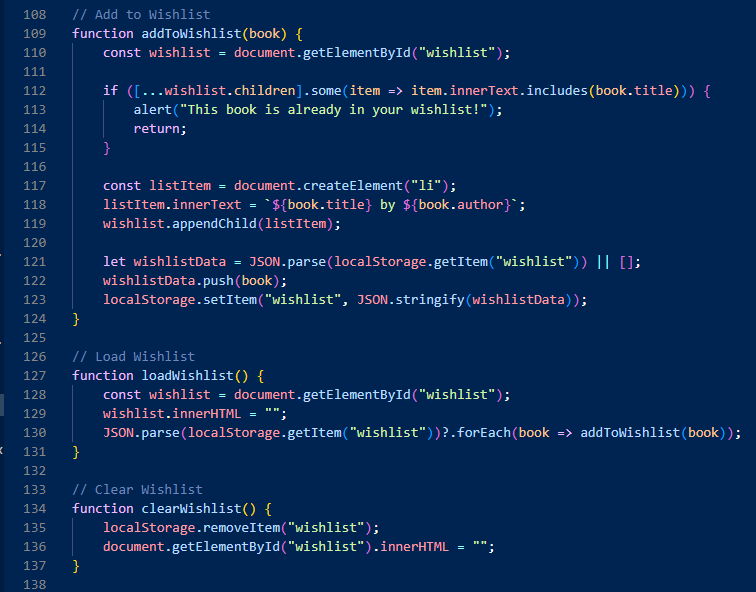 108 // Add to Wishlist
109 function addToWishlist(book) {
110     const wishlist = document.getElementById("wishlist");
111
112     if ([...wishlist.children].some(item => item.innerText.includes(book.title))) {
113         alert("This book is already in your wishlist!");
114         return;
115     }
116
117     const listItem = document.createElement("li");
118     listItem.innerText = `${book.title} by ${book.author}`;
119     wishlist.appendChild(listItem);
120
121     let wishlistData = JSON.parse(localStorage.getItem("wishlist")) || [];
122     wishlistData.push(book);
123     localStorage.setItem("wishlist", JSON.stringify(wishlistData));
124 }
125
126 // Load Wishlist
127 function loadWishlist() {
128     const wishlist = document.getElementById("wishlist");
129     wishlist.innerHTML = "";
130     JSON.parse(localStorage.getItem("wishlist"))?.forEach(book => addToWishlist(book));
131 }
132
133 // Clear Wishlist
134 function clearWishlist() {
135     localStorage.removeItem("wishlist");
136     document.getElementById("wishlist").innerHTML = "";
137 }
138